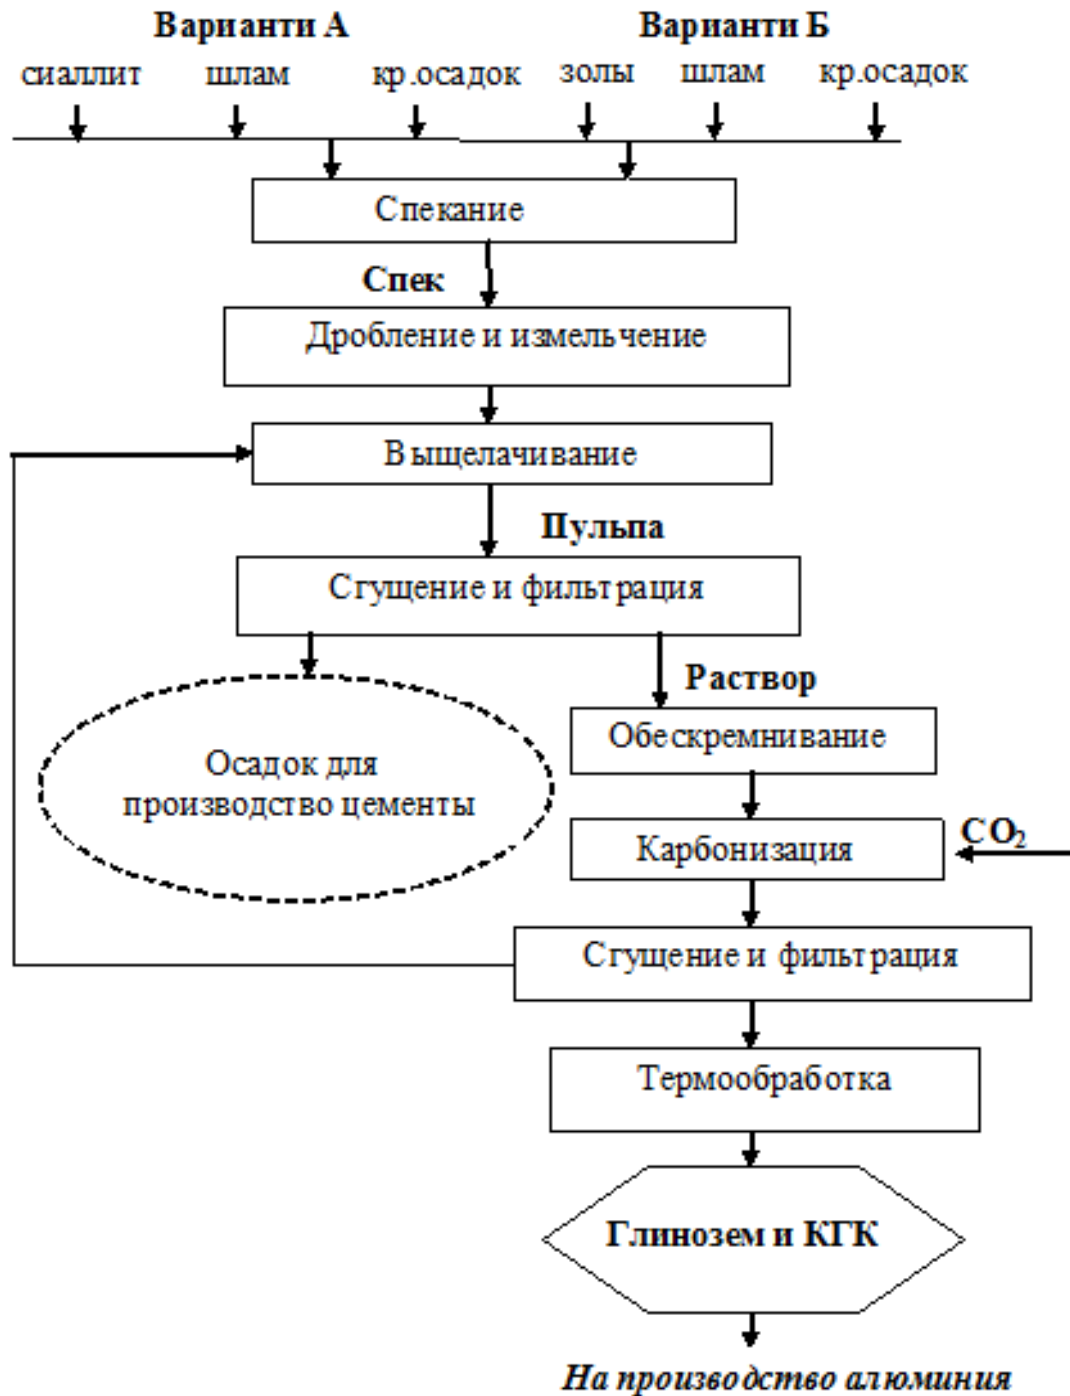 Варианти А
Варианти Б
сиаллит
шлам
кр.осадок
золы
шлам
кр.осадок
Спекание
Спек
Дробление и измельчение
Выщелачивание
Пульпа
Сгущение и фильтрация
Раствор
Обескремнивание
Осадок для
производство цементы
CO₂
Карбонизация
Сгущение и фильтрация
Термообработка
Глинозем и КГК
На производство алюминия